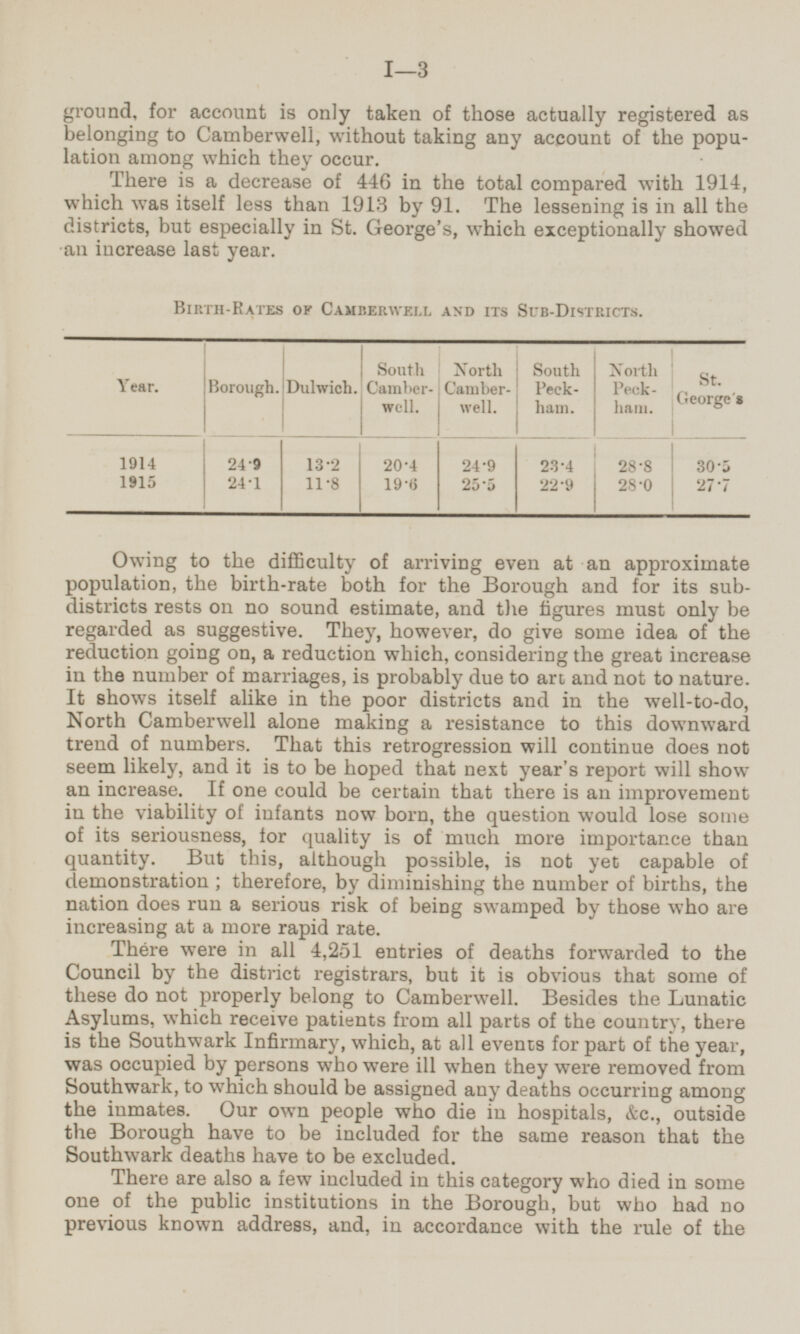 I—3
ground, for account is only taken of those actually registered as
belonging to Camberwell, without taking any account of the popu-
lation among which they occur.
There is a decrease of 446 in the total compared with 1914,
which was itself less than 1913 by 91. The lessening is in all the
districts, but especially in St. George's, which exceptionally showed
an increase last year.
Birth-Rates of Camberwell and its Sub-Districts.
Year. Borough. Dulwich. South Camber-well. North Camber-well. South Peck-ham. North Peck-ham. St. George's
1914 24·9 13·2 20·4 24·9 23·4 28·8 30·5
1915 24·1 11·8 19·6 25·5 22·9 28·0 27·7
Owing to the difficulty of arriving even at an approximate
population, the birth-rate both for the Borough and for its sub-
districts rests on no sound estimate, and the figures must only be
regarded as suggestive. They, however, do give some idea of the
reduction going on, a reduction which, considering the great increase
in the number of marriages, is probably due to art and not to nature.
It shows itself alike in the poor districts and in the well-to-do,
North Camberwell alone making a resistance to this downward
trend of numbers. That this retrogression will continue does not
seem likely, and it is to be hoped that next year's report will show
an increase. If one could be certain that there is an improvement
in the viability of infants now born, the question would lose some
of its seriousness, for quality is of much more importance than
quantity. But this, although possible, is not yet capable of
demonstration; therefore, by diminishing the number of births, the
nation does run a serious risk of being swamped by those who are
increasing at a more rapid rate.
There were in all 4,251 entries of deaths forwarded to the
Council by the district registrars, but it is obvious that some of
these do not properly belong to Camberwell. Besides the Lunatic
Asylums, which receive patients from all parts of the country, there
is the Southwark Infirmary, which, at all events for part of the year,
was occupied by persons who were ill when they were removed from
Southwark, to which should be assigned any deaths occurring among
the inmates. Our own people who die in hospitals, &c., outside
the Borough have to be included for the same reason that the
Southwark deaths have to be excluded.
There are also a few included in this category who died in some
one of the public institutions in the Borough, but who had no
previous known address, and, in accordance with the rule of the